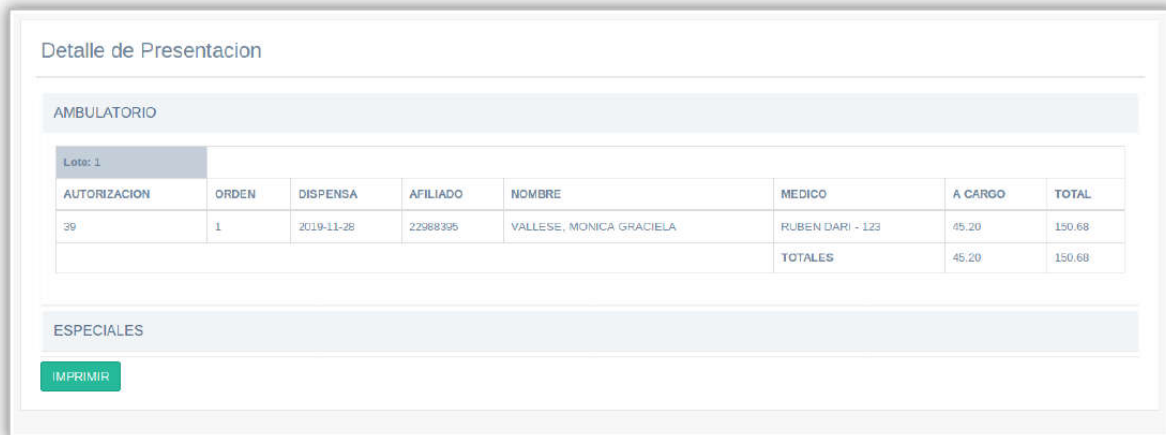 Detalle de Presentacion
AMBULATORIO
Lote: 1
AUTORIZACION ORDEN DISPENSA AFILIADO NOMBRE MEDICO A CARGO TOTAL
39 1 2019-11-28 22988395 VALLESE, MONICA GRACIELA RUBEN DARI - 123 45.20 150.68
TOTALES 45.20 150.68
ESPECIALES
IMPRIMIR